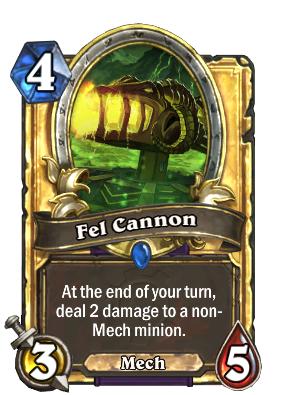 4
Fel Cannon
At the end of your turn,
deal 2 damage to a non-
Mech minion.
3
Mech
5